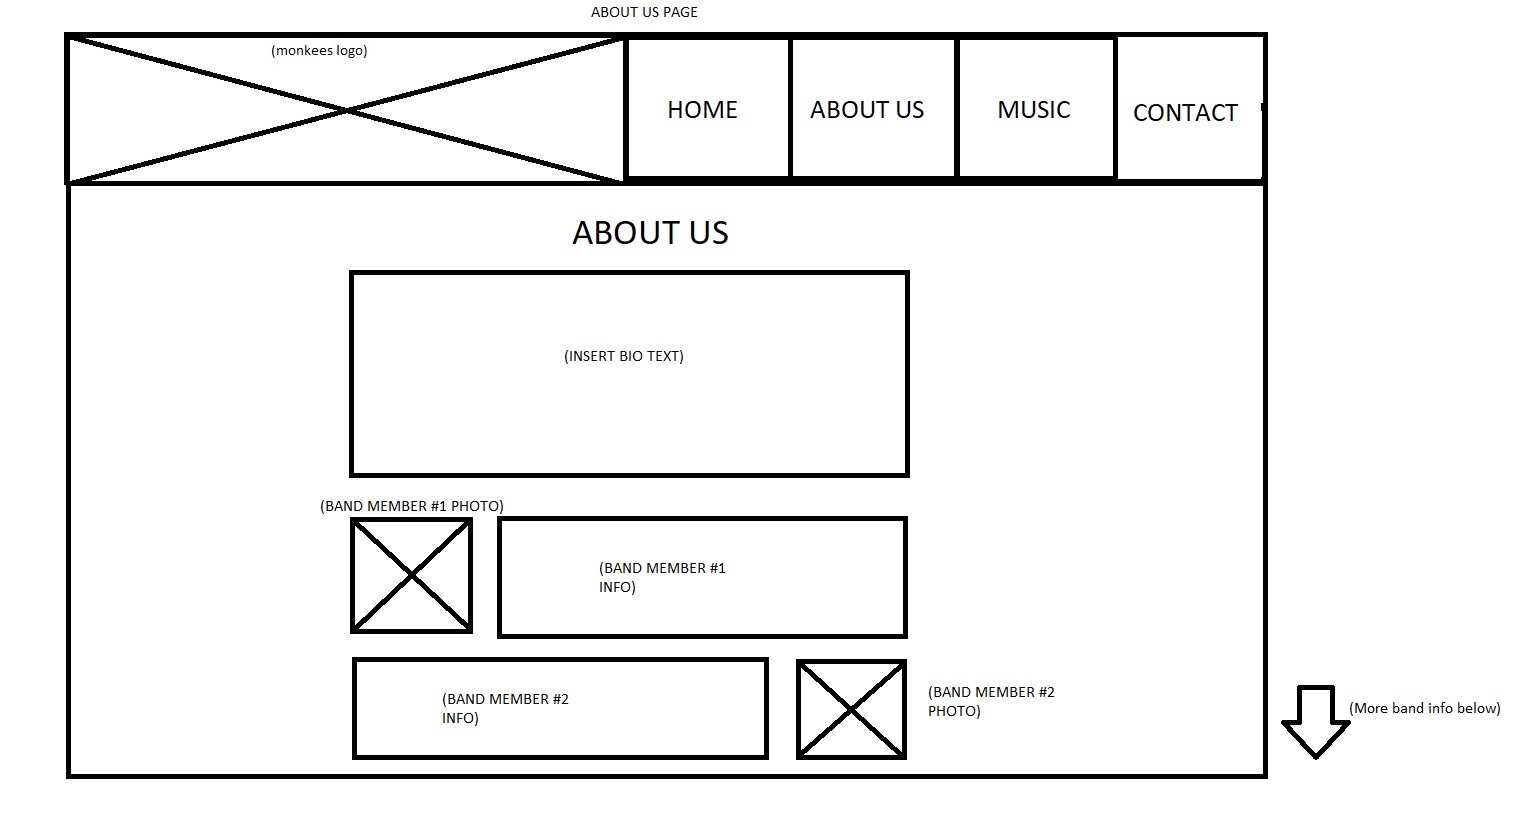 ABOUT US PAGE
(monkees logo)
HOME
ABOUT US
MUSIC
CONTACT
ABOUT US
(INSERT BIO TEXT)
(BAND MEMBER #1 PHOTO)
(BAND MEMBER #1
INFO)
(BAND MEMBER #2
INFO)
(BAND MEMBER #2
PHOTO)
(More band info below)